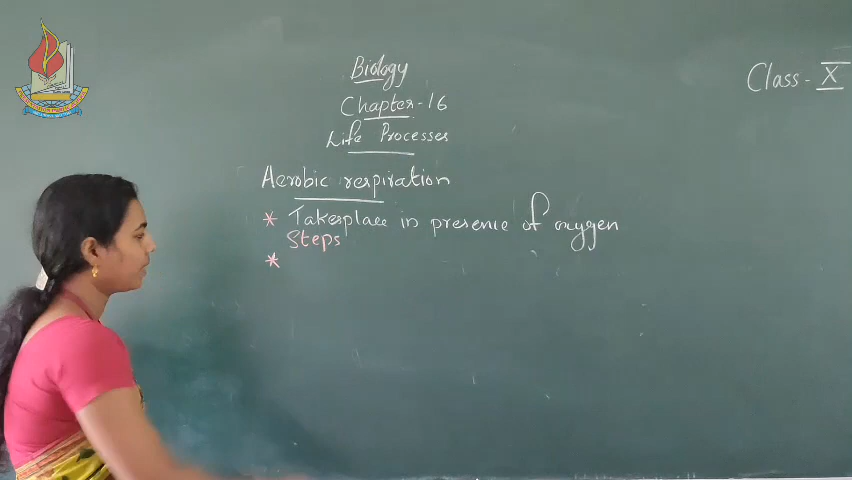 Biology
Class - X
Chapter-16
Life Processes
Aerobic respiration
* Takesplace in presence of oxygen
Steps
*